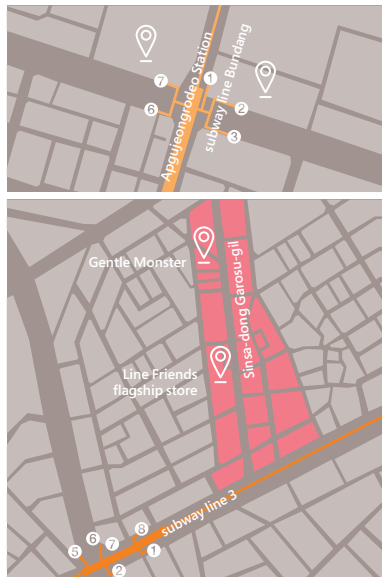 Apgujeongrodeo Station
subway line Bundang
7
1
6
2
3
Gentle Monster
Sinsa-dong Garosu-gil
Line Friends
flagship store
subway line 3
8
6
7
5
1
2